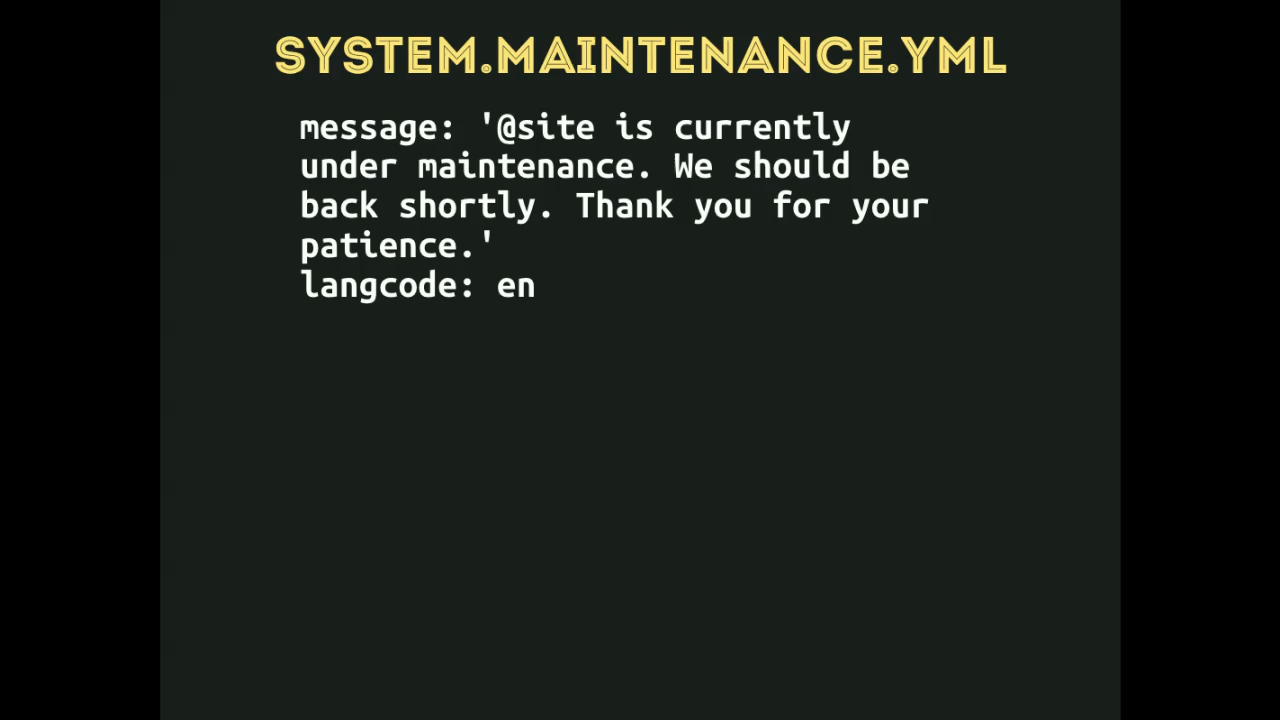 SYSTEM.MAINTENANCE.YML
message: '@site is currently
under maintenance. We should be
back shortly. Thank you for your
patience.'
langcode: en